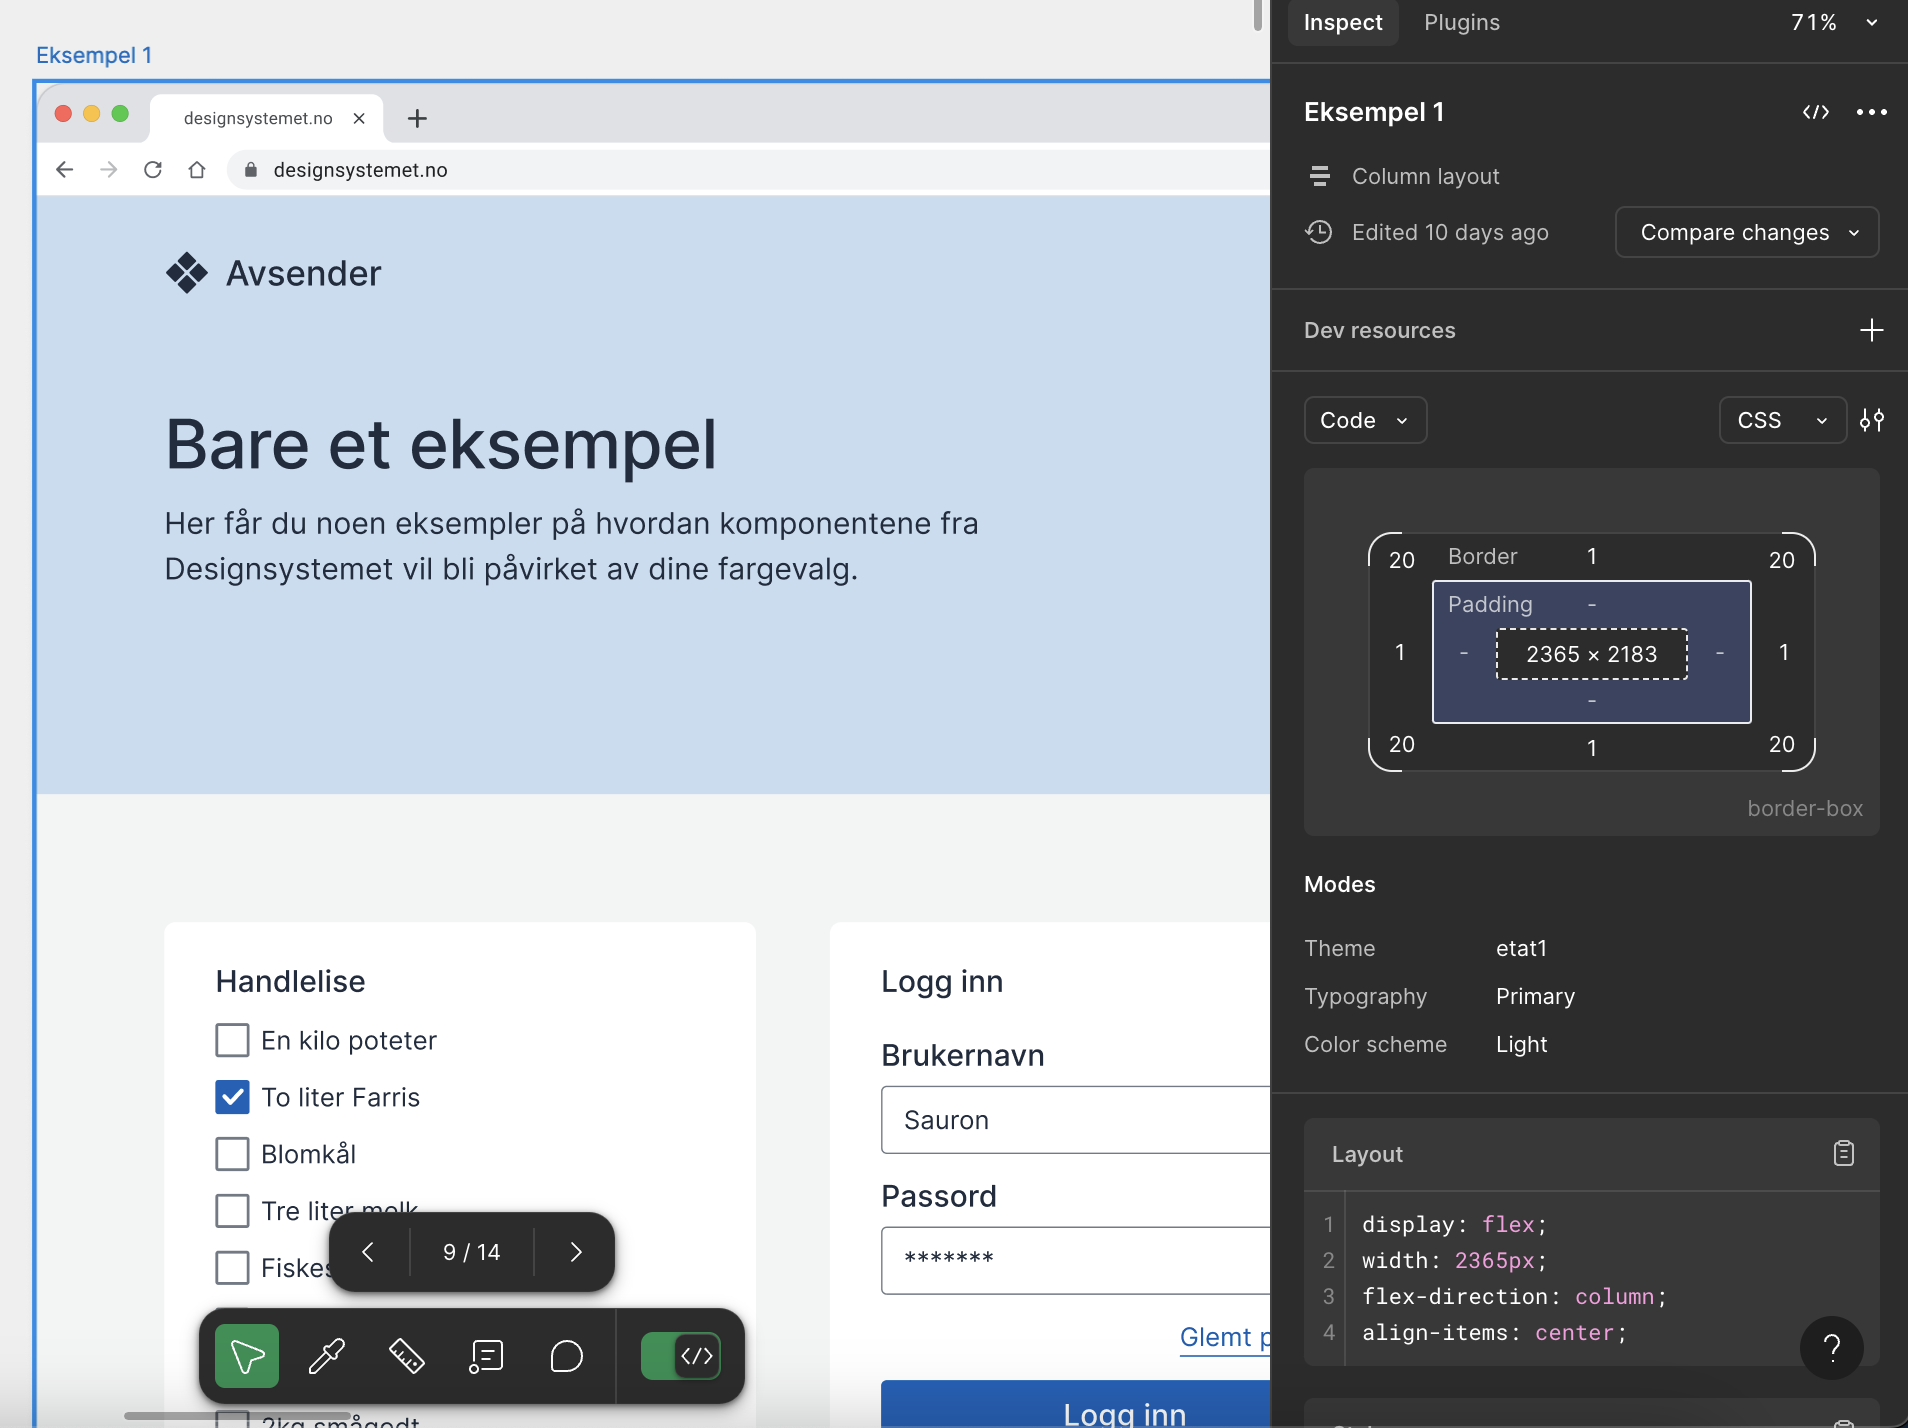 Eksempel 1
designsystemet.no
designsystemet.no
Avsender
Bare et eksempel
Her får du noen eksempler på hvordan komponentene fra
Designsystemet vil bli påvirket av dine fargevalg.
Handlelise
En kilo poteter
To liter Farris
Blomkål
Tre liter melk
Fiskes
2kg smågodt
Logg inn
Brukernavn
Sauron
Passord
*******
Glemt p
Logg inn
9 / 14
Inspect
Plugins
71%
Eksempel 1
Column layout
Edited 10 days ago
Compare changes
Dev resources
Code
CSS
20
Border
1
20
Padding
-
1
-
2365 × 2183
-
1
-
20
1
20
border-box
Modes
Theme etat1
Typography Primary
Color scheme Light
Layout
1 display: flex;
2 width: 2365px;
3 flex-direction: column;
4 align-items: center;
?